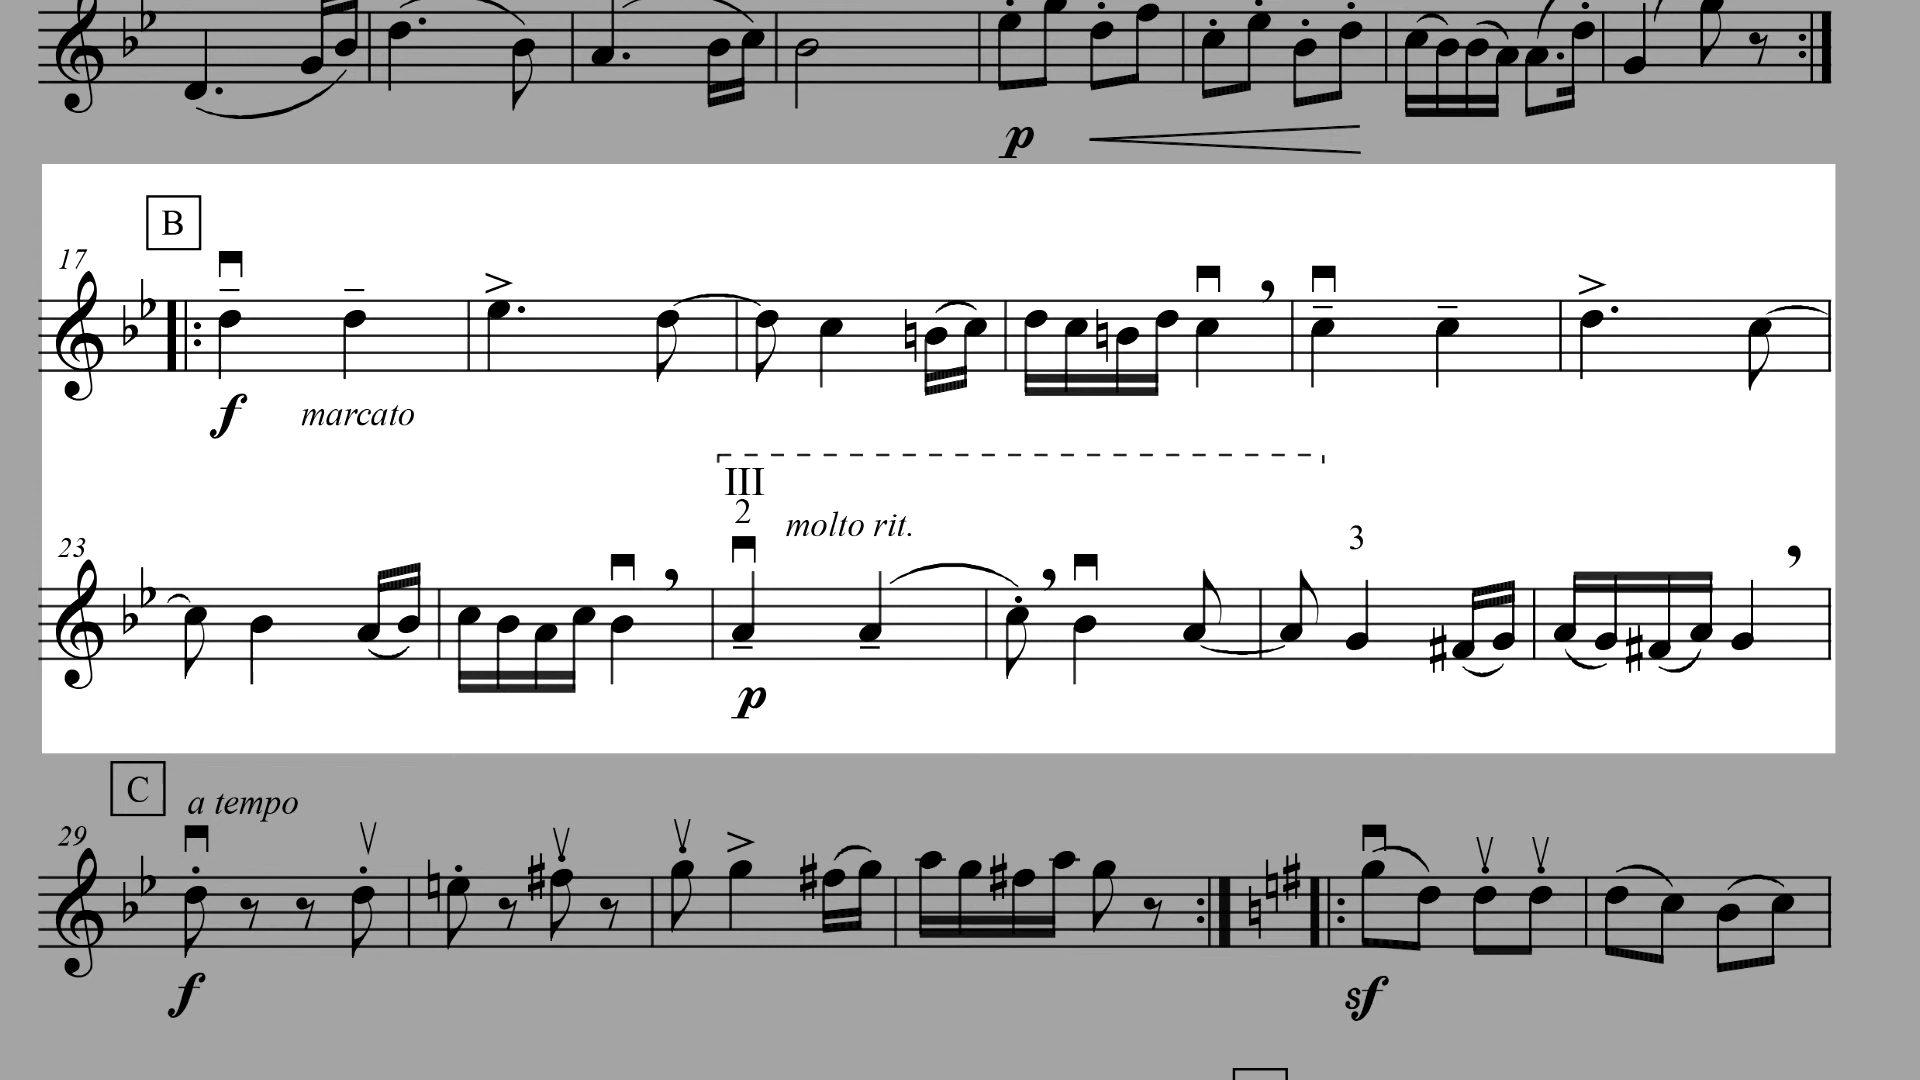 p
B
17
f marcato
III
2
molto rit.
23
3
p
C a tempo
29
f
sf